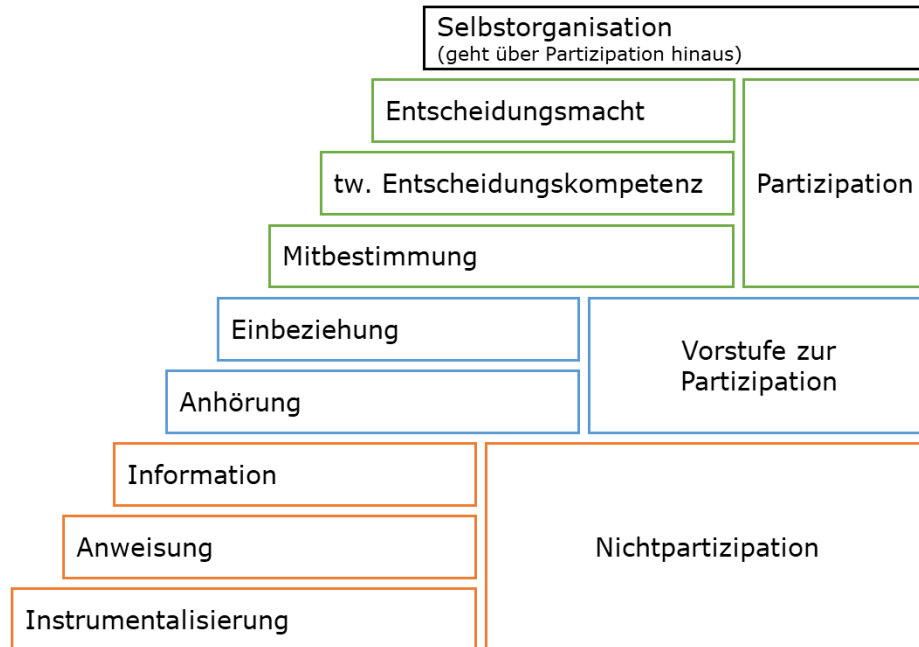 Selbstorganisation
(geht über Partizipation hinaus)
Entscheidungsmacht
tw. Entscheidungskompetenz
Partizipation
Mitbestimmung
Einbeziehung
Vorstufe zur
Partizipation
Anhörung
Information
Anweisung
Nichtpartizipation
Instrumentalisierung